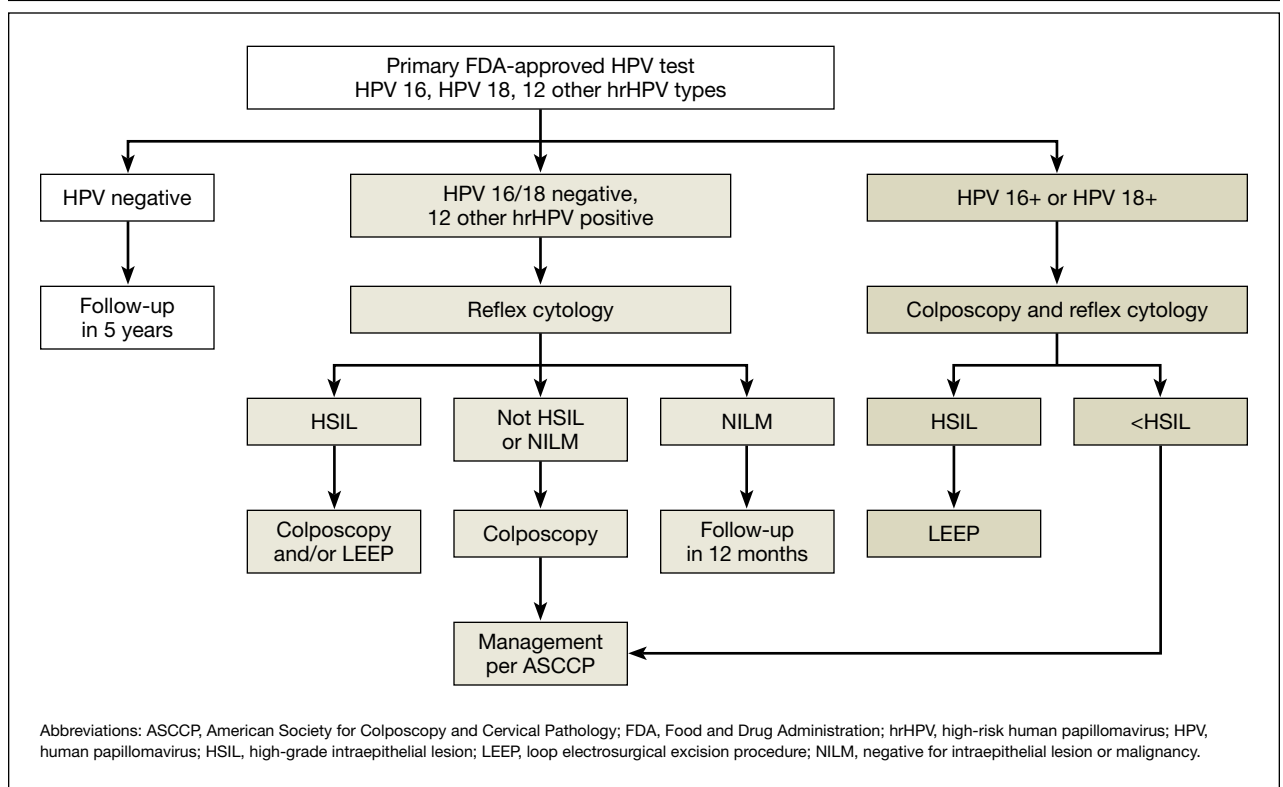 Primary FDA-approved HPV test
HPV 16, HPV 18, 12 other hrHPV types
HPV negative
HPV 16/18 negative,
12 other hrHPV positive
HPV 16+ or HPV 18+
Follow-up
in 5 years
Reflex cytology
Colposcopy and reflex cytology
HSIL
Not HSIL
or NILM
NILM
HSIL
<HSIL
Colposcopy
and/or LEEP
Colposcopy
Follow-up
in 12 months
LEEP
Management
per ASCCP
Abbreviations: ASCCP, American Society for Colposcopy and Cervical Pathology; FDA, Food and Drug Administration; hrHPV, high-risk human papillomavirus; HPV,
human papillomavirus; HSIL, high-grade intraepithelial lesion; LEEP, loop electrosurgical excision procedure; NILM, negative for intraepithelial lesion or malignancy.